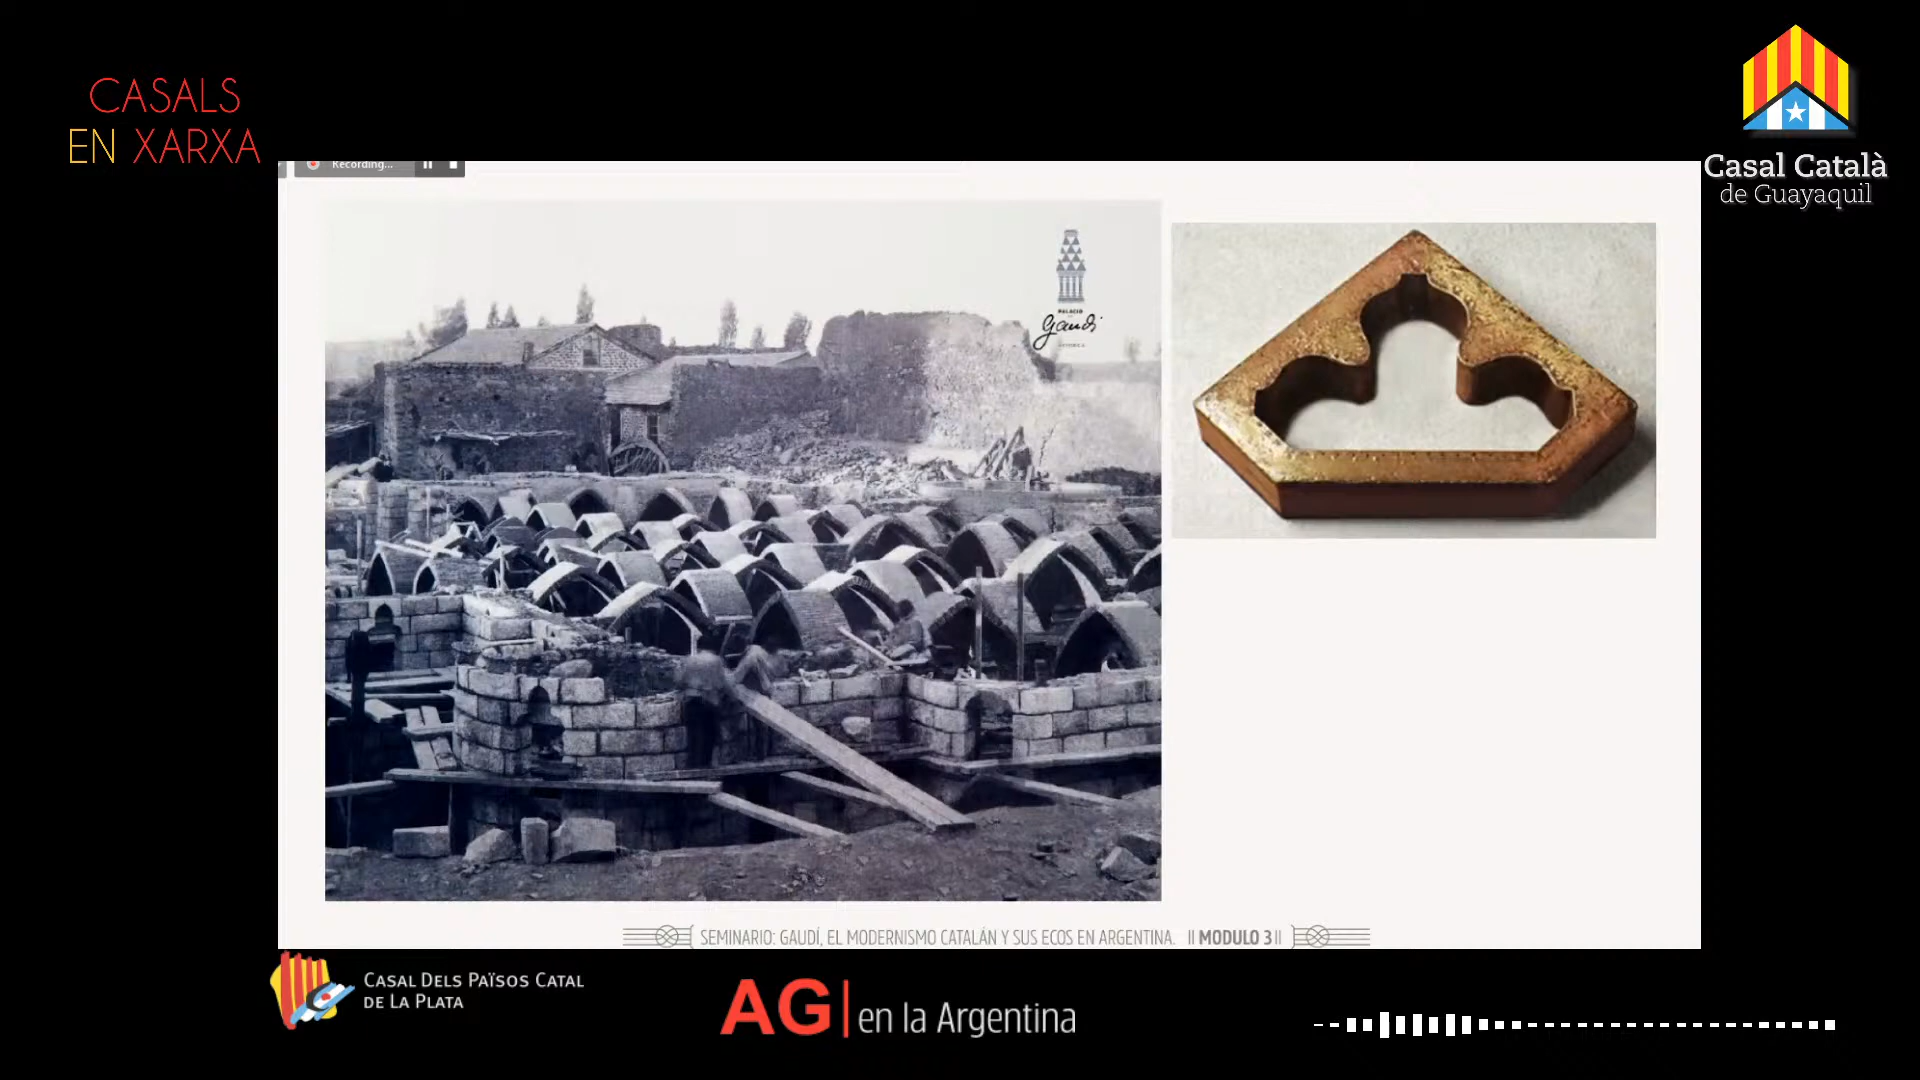 CASALS
EN XARXA
Casal Català
de Guayaquil
Recording...
PALACIO
Gaudí
SEMINARIO: GAUDÍ, EL MODERNISMO CATALÁN Y SUS ECOS EN ARGENTINA. || MODULO 3 ||
CASAL DELS PAÏSOS CATAL
DE LA PLATA
AG | en la Argentina